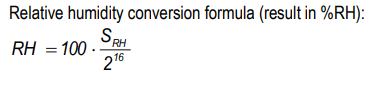 Relative humidity conversion formula (result in %RH):
RH = 100 · S_RH / 2^16